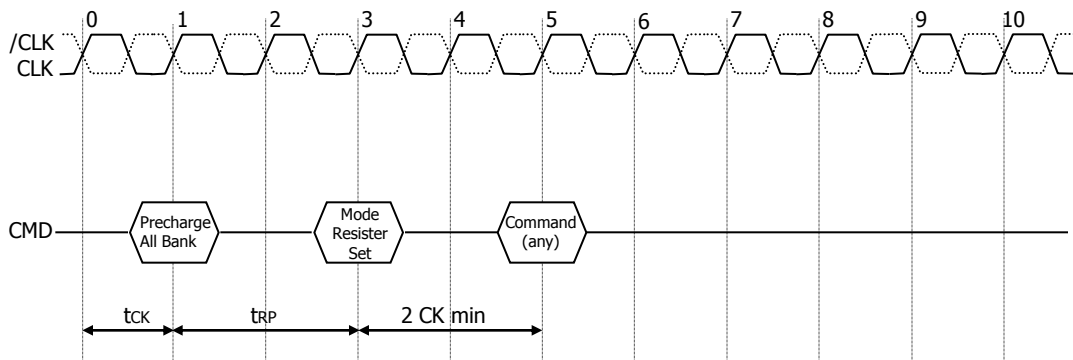 0 1 2 3 4 5 6 7 8 9 10
/CLK
CLK
CMD
Precharge
All Bank
Mode
Resister
Set
Command
(any)
tCK
tRP
2 CK min